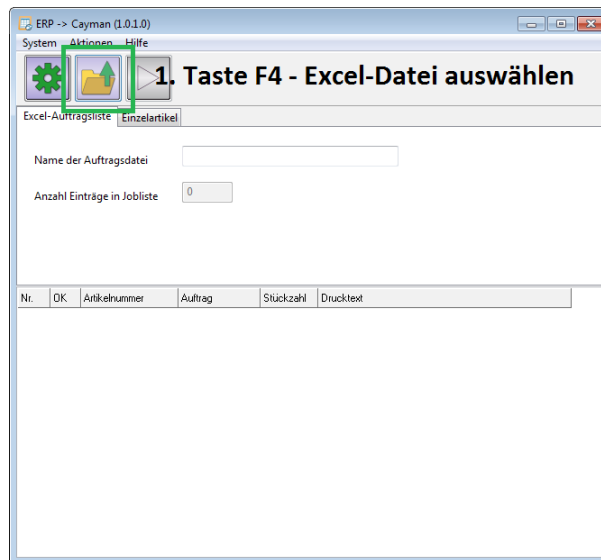 ERP -> Cayman (1.0.1.0)
System Aktionen Hilfe
1. Taste F4 - Excel-Datei auswählen
Excel-Auftragsliste Einzelartikel
Name der Auftragsdatei
Anzahl Einträge in Jobliste 0
Nr. OK Artikelnummer Auftrag Stückzahl Drucktext